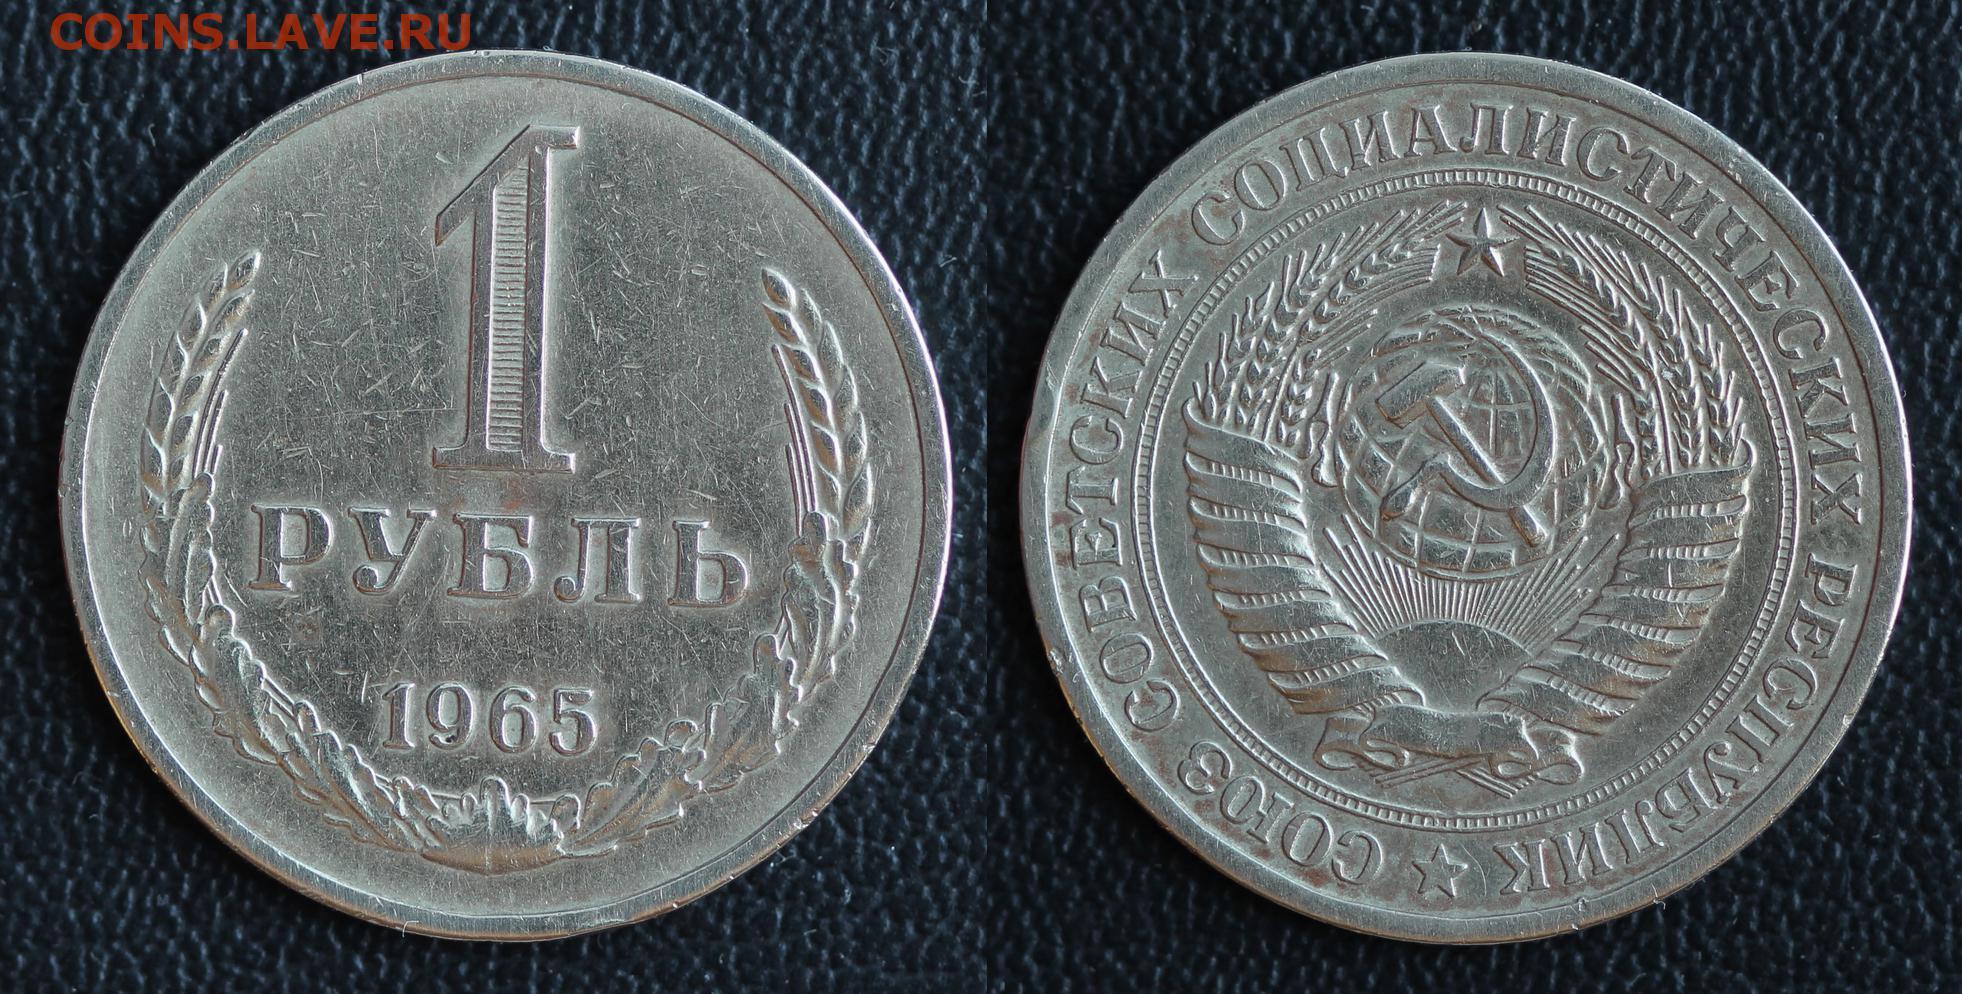 COINS.LAVE.RU
1
РУБЛЬ
1965
СОЮЗ СОВЕТСКИХ СОЦИАЛИСТИЧЕСКИХ РЕСПУБЛИК